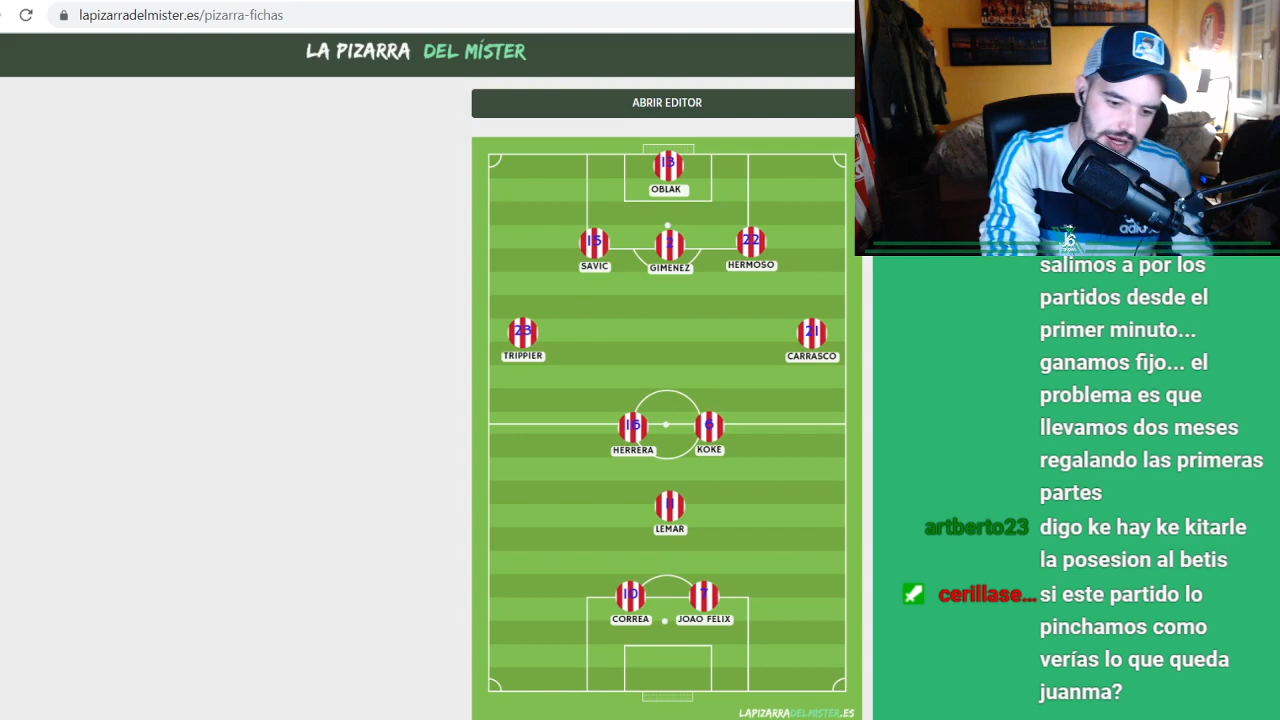 lapizarradelmister.es/pizarra-fichas
LA PIZARRA DEL MÍSTER
ABRIR EDITOR
13
OBLAK
15
SAVIC
2
GIMENEZ
22
HERMOSO
23
TRIPPIER
21
CARRASCO
16
HERRERA
6
KOKE
11
LEMAR
10
CORREA
7
JOAO FELIX
LAPIZARRADELMISTER.ES
adidas
salimos a por los
partidos desde el
primer minuto...
ganamos fijo... el
problema es que
llevamos dos meses
regalando las primeras
partes
artberto23 digo ke hay ke kitarle
la posesion al betis
cerillase... si este partido lo
pinchamos como
verías lo que queda
juanma?